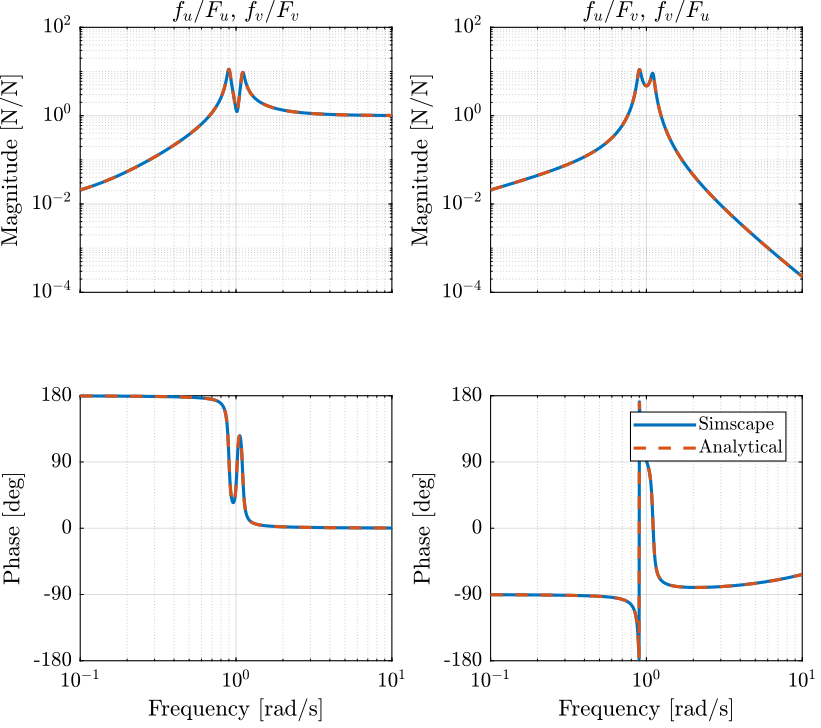 f_u/F_u, f_v/F_v
f_u/F_v, f_v/F_u
10^2
10^0
10^{-2}
10^{-4}
Magnitude [N/N]
10^2
10^0
10^{-2}
10^{-4}
Magnitude [N/N]
180
90
0
-90
-180
Phase [deg]
10^{-1} 10^0 10^1
Frequency [rad/s]
180
90
0
-90
-180
Phase [deg]
Simscape
Analytical
10^{-1} 10^0 10^1
Frequency [rad/s]